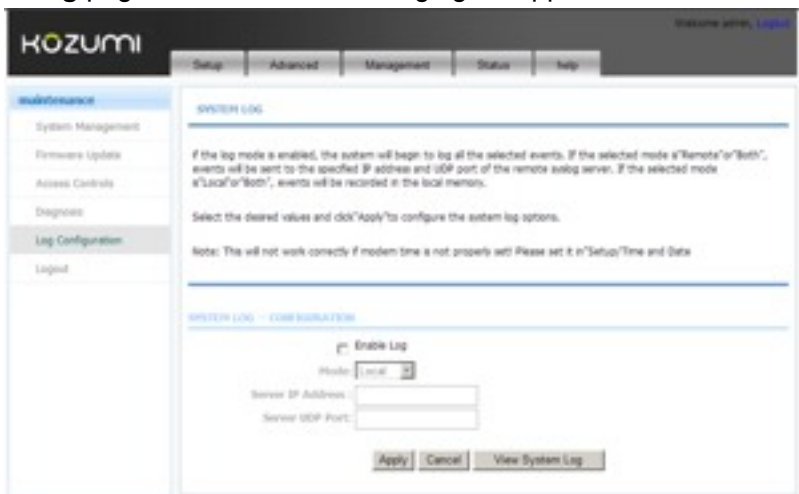 Welcome admin, Logout
KOZUMI
Setup Advanced Management Status help
maintenance
System Management
Firmware Update
Access Controls
Diagnosis
Log Configuration
Logout
SYSTEM LOG
If the log mode is enabled, the system will begin to log all the selected events. If the selected mode is"Remote"or"Both",
events will be sent to the specified IP address and UDP port of the remote syslog server. If the selected mode
is"Local"or"Both", events will be recorded in the local memory.
Select the desired values and click"Apply"to configure the system log options.
Note: This will not work correctly if modem time is not properly set! Please set it in"Setup/Time and Date
SYSTEM LOG -- CONFIGURATION
Enable Log
Mode: Local
Server IP Address :
Server UDP Port:
Apply Cancel View System Log